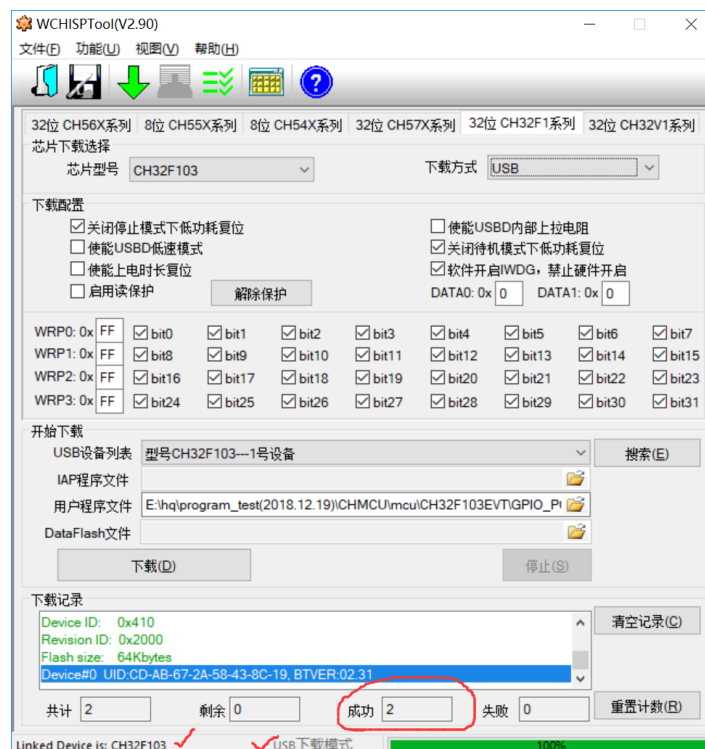 WCHISPTool(V2.90)
文件(F) 功能(U) 视图(V) 帮助(H)
32位 CH56X系列 8位 CH55X系列 8位 CH54X系列 32位 CH57X系列 32位 CH32F1系列 32位 CH32V1系列
芯片下载选择
芯片型号 CH32F103 下载方式 USB
下载配置
关闭停止模式下低功耗复位 使能USBD内部上拉电阻
使能USBD低速模式 关闭待机模式下低功耗复位
使能上电时长复位 软件开启IWDG，禁止硬件开启
启用读保护 解除保护 DATA0: 0x 0 DATA1: 0x 0
WRP0: 0x FF bit0 bit1 bit2 bit3 bit4 bit5 bit6 bit7
WRP1: 0x FF bit8 bit9 bit10 bit11 bit12 bit13 bit14 bit15
WRP2: 0x FF bit16 bit17 bit18 bit19 bit20 bit21 bit22 bit23
WRP3: 0x FF bit24 bit25 bit26 bit27 bit28 bit29 bit30 bit31
开始下载
USB设备列表 型号CH32F103---1号设备 搜索(E)
IAP程序文件
用户程序文件 E:\hq\program_test(2018.12.19)\CHMCU\mcu\CH32F103EVT\GPIO_P
DataFlash文件
下载(D) 停止(S)
下载记录
Device ID: 0x410 清空记录(C)
Revision ID: 0x2000
Flash size: 64Kbytes
Device#0 UID:CD-AB-67-2A-58-43-8C-19, BTVER:02.31
共计 2 剩余 0 成功 2 失败 0 重置计数(R)
Linked Device is: CH32F103 USB下载模式 100%